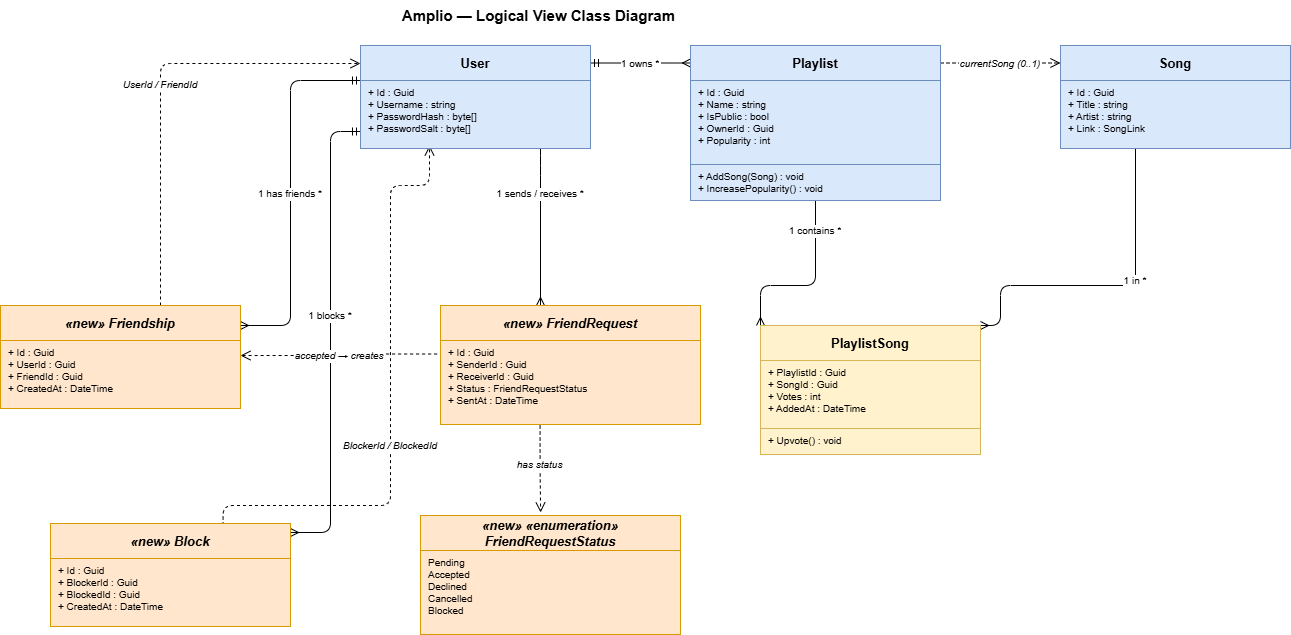 Amplio — Logical View Class Diagram
User
+ Id : Guid
+ Username : string
+ PasswordHash : byte[]
+ PasswordSalt : byte[]
1 owns *
Playlist
+ Id : Guid
+ Name : string
+ IsPublic : bool
+ OwnerId : Guid
+ Popularity : int
+ AddSong(Song) : void
+ IncreasePopularity() : void
currentSong (0..1)
Song
+ Id : Guid
+ Title : string
+ Artist : string
+ Link : SongLink
UserId / FriendId
1 has friends *
1 sends / receives *
1 contains *
1 in *
1 blocks *
«new» Friendship
+ Id : Guid
+ UserId : Guid
+ FriendId : Guid
+ CreatedAt : DateTime
accepted → creates
«new» FriendRequest
+ Id : Guid
+ SenderId : Guid
+ ReceiverId : Guid
+ Status : FriendRequestStatus
+ SentAt : DateTime
PlaylistSong
+ PlaylistId : Guid
+ SongId : Guid
+ Votes : int
+ AddedAt : DateTime
+ Upvote() : void
BlockerId / BlockedId
has status
«new» Block
+ Id : Guid
+ BlockerId : Guid
+ BlockedId : Guid
+ CreatedAt : DateTime
«new» «enumeration»
FriendRequestStatus
Pending
Accepted
Declined
Cancelled
Blocked